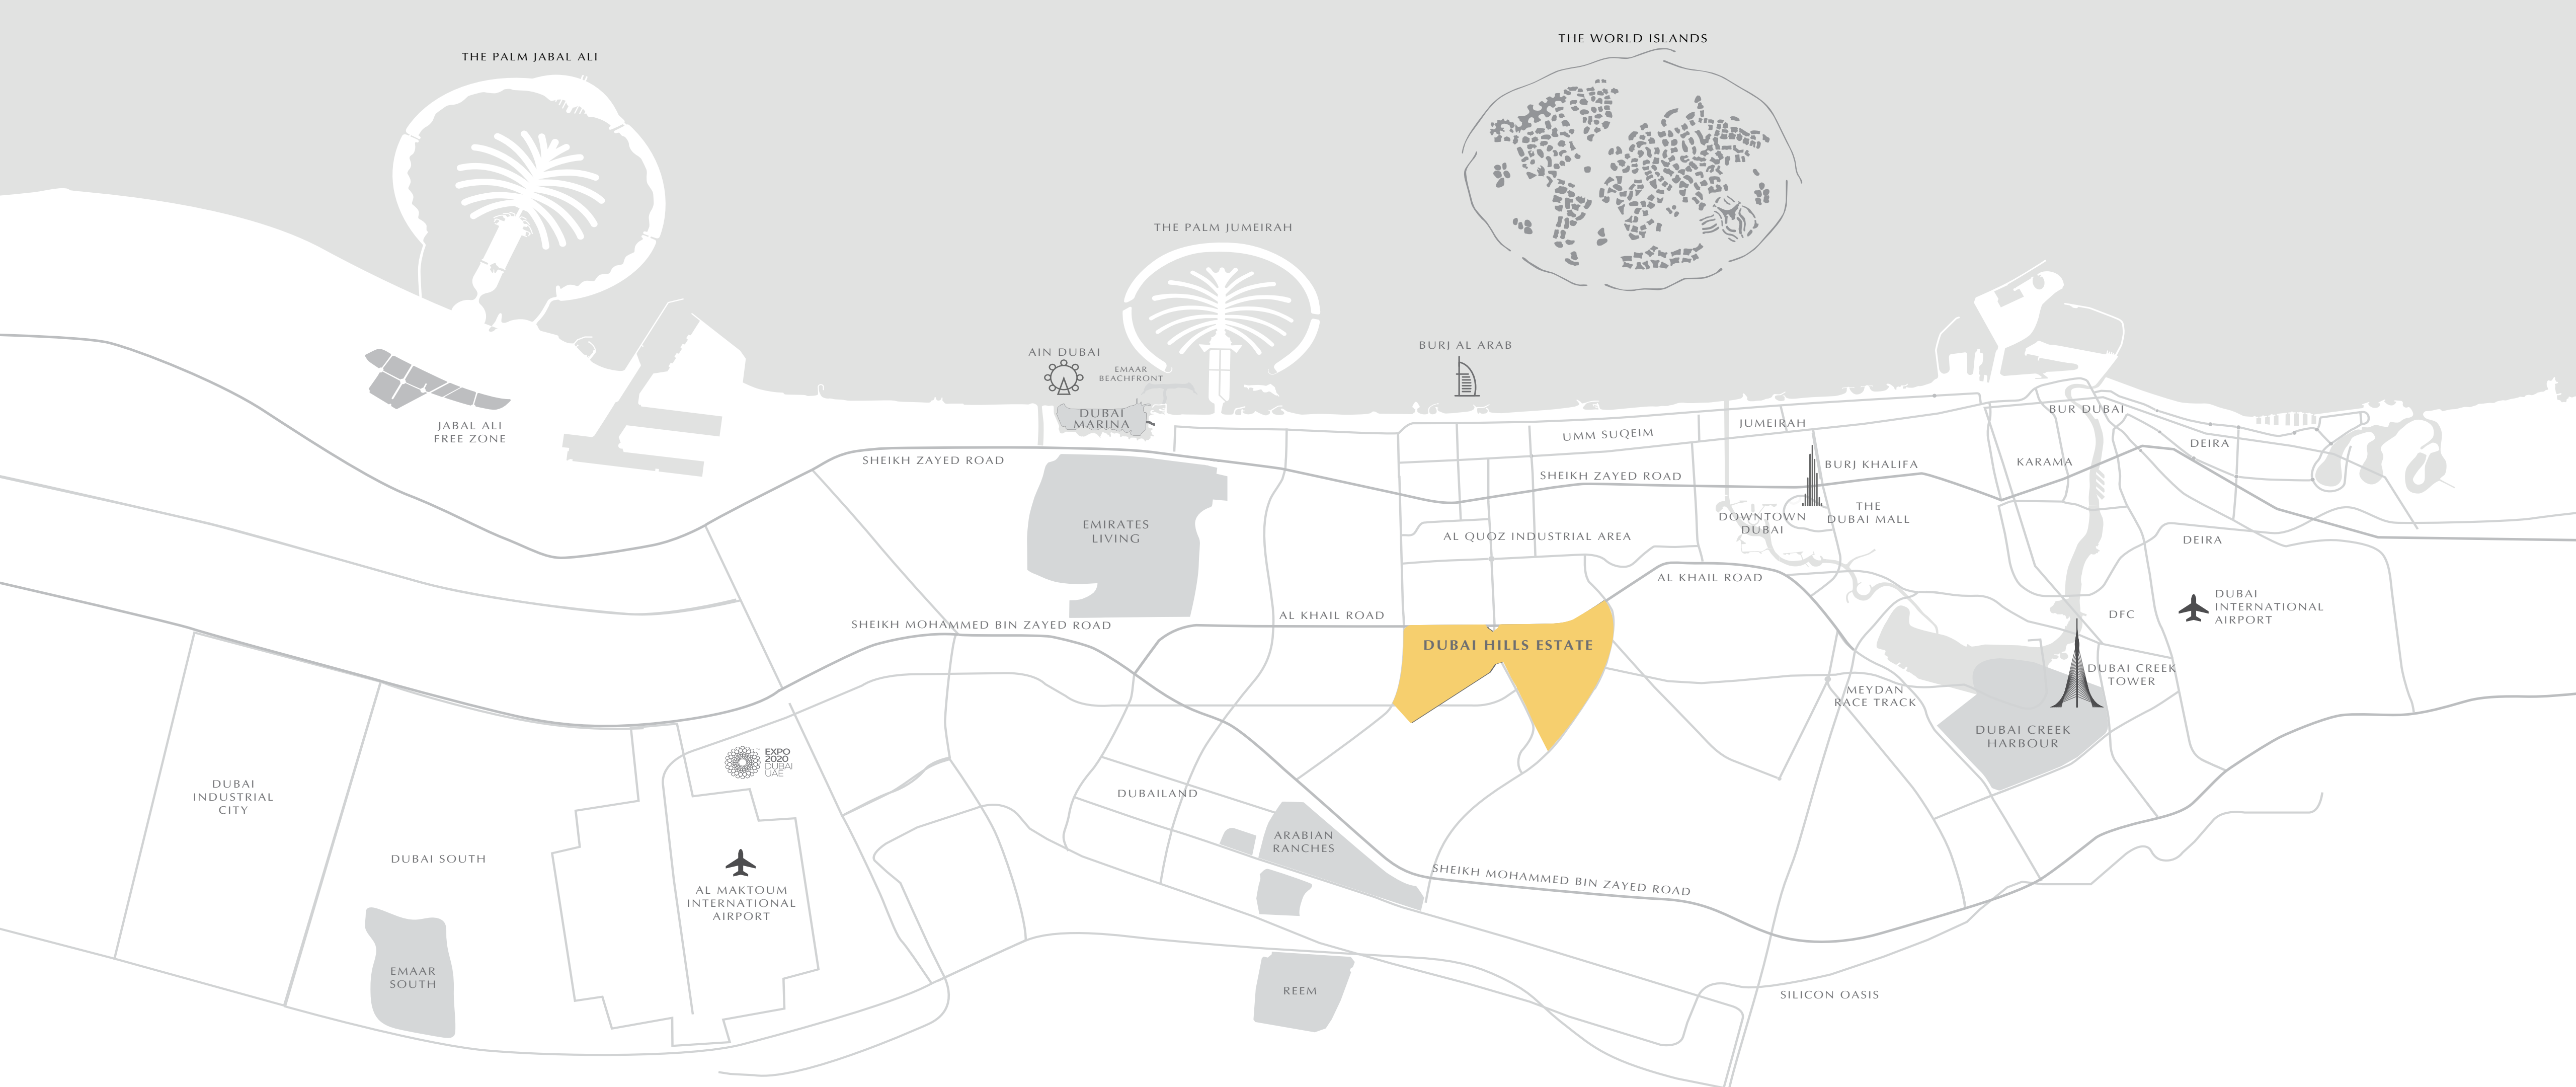 THE WORLD ISLANDS
THE PALM JABAL ALI
THE PALM JUMEIRAH
BURJ AL ARAB
AIN DUBAI
EMAAR
BEACHFRONT
DUBAI
MARINA
JABAL ALI
FREE ZONE
SHEIKH ZAYED ROAD
UMM SUQEIM
JUMEIRAH
BUR DUBAI
DEIRA
KARAMA
BURJ KHALIFA
SHEIKH ZAYED ROAD
THE
DUBAI MALL
DOWNTOWN
DUBAI
EMIRATES
LIVING
AL QUOZ INDUSTRIAL AREA
DEIRA
AL KHAIL ROAD
DUBAI
INTERNATIONAL
AIRPORT
DFC
AL KHAIL ROAD
SHEIKH MOHAMMED BIN ZAYED ROAD
DUBAI HILLS ESTATE
DUBAI CREEK
TOWER
MEYDAN
RACE TRACK
DUBAI CREEK
HARBOUR
EXPO
2020
DUBAI
UAE
DUBAI
INDUSTRIAL
CITY
DUBAILAND
ARABIAN
RANCHES
DUBAI SOUTH
SHEIKH MOHAMMED BIN ZAYED ROAD
AL MAKTOUM
INTERNATIONAL
AIRPORT
EMAAR
SOUTH
REEM
SILICON OASIS